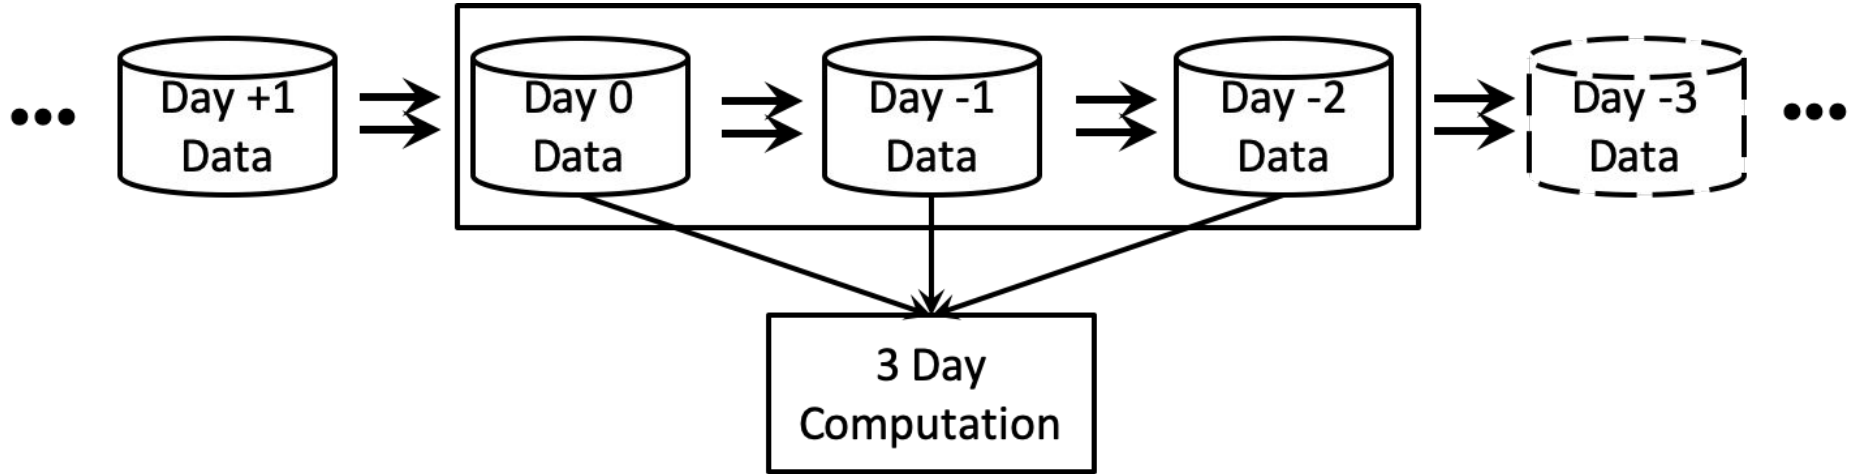 Day +1
Data
Day 0
Data
Day -1
Data
Day -2
Data
Day -3
Data
3 Day
Computation